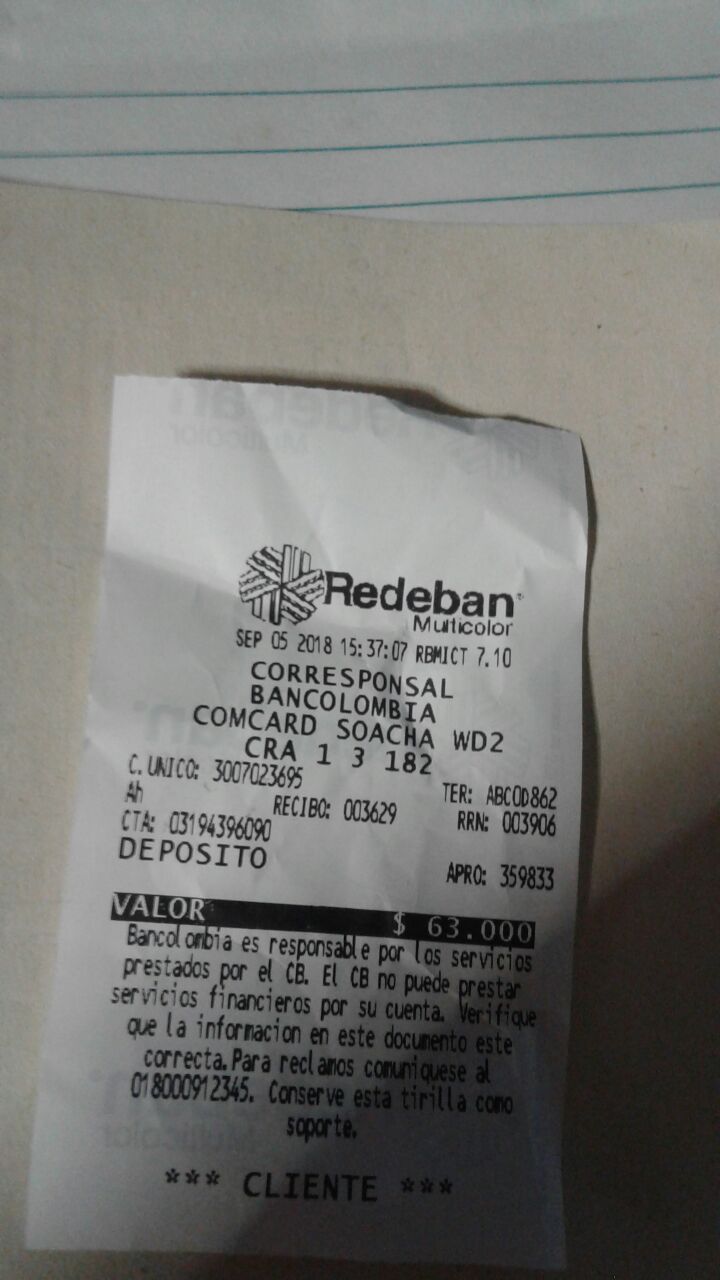 Redeban
Multicolor
SEP 05 2018 15:37:07 RBMICT 7.10
CORRESPONSAL
BANCOLOMBIA
COMCARD SOACHA WD2
CRA 1 3 182
C. UNICO: 3007023695 TER: ABCOD862
Ah RECIBO: 003629 RRN: 003906
CTA: 03194396090
DEPOSITO APRO: 359833
VALOR $ 63.000
Bancolombia es responsable por los servicios
prestados por el CB. El CB no puede prestar
servicios financieros por su cuenta. Verifique
que la informacion en este documento este
correcta.Para reclamos comuniquese al
018000912345. Conserve esta tirilla como
soporte.
*** CLIENTE ***